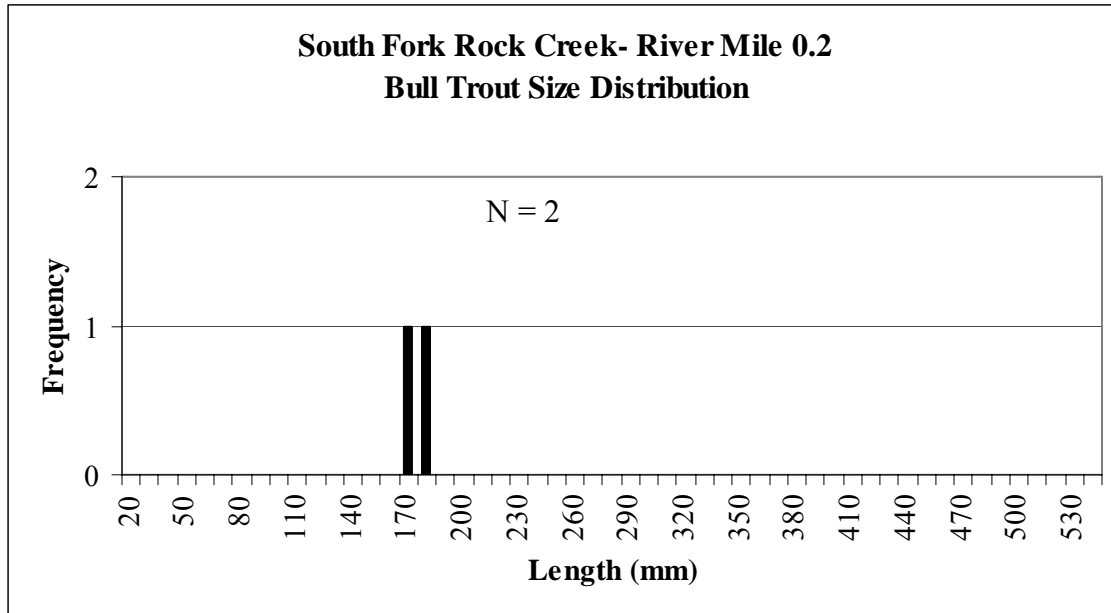 South Fork Rock Creek- River Mile 0.2
Bull Trout Size Distribution
N = 2
Frequency
2
1
0
20 50 80 110 140 170 200 230 260 290 320 350 380 410 440 470 500 530
Length (mm)